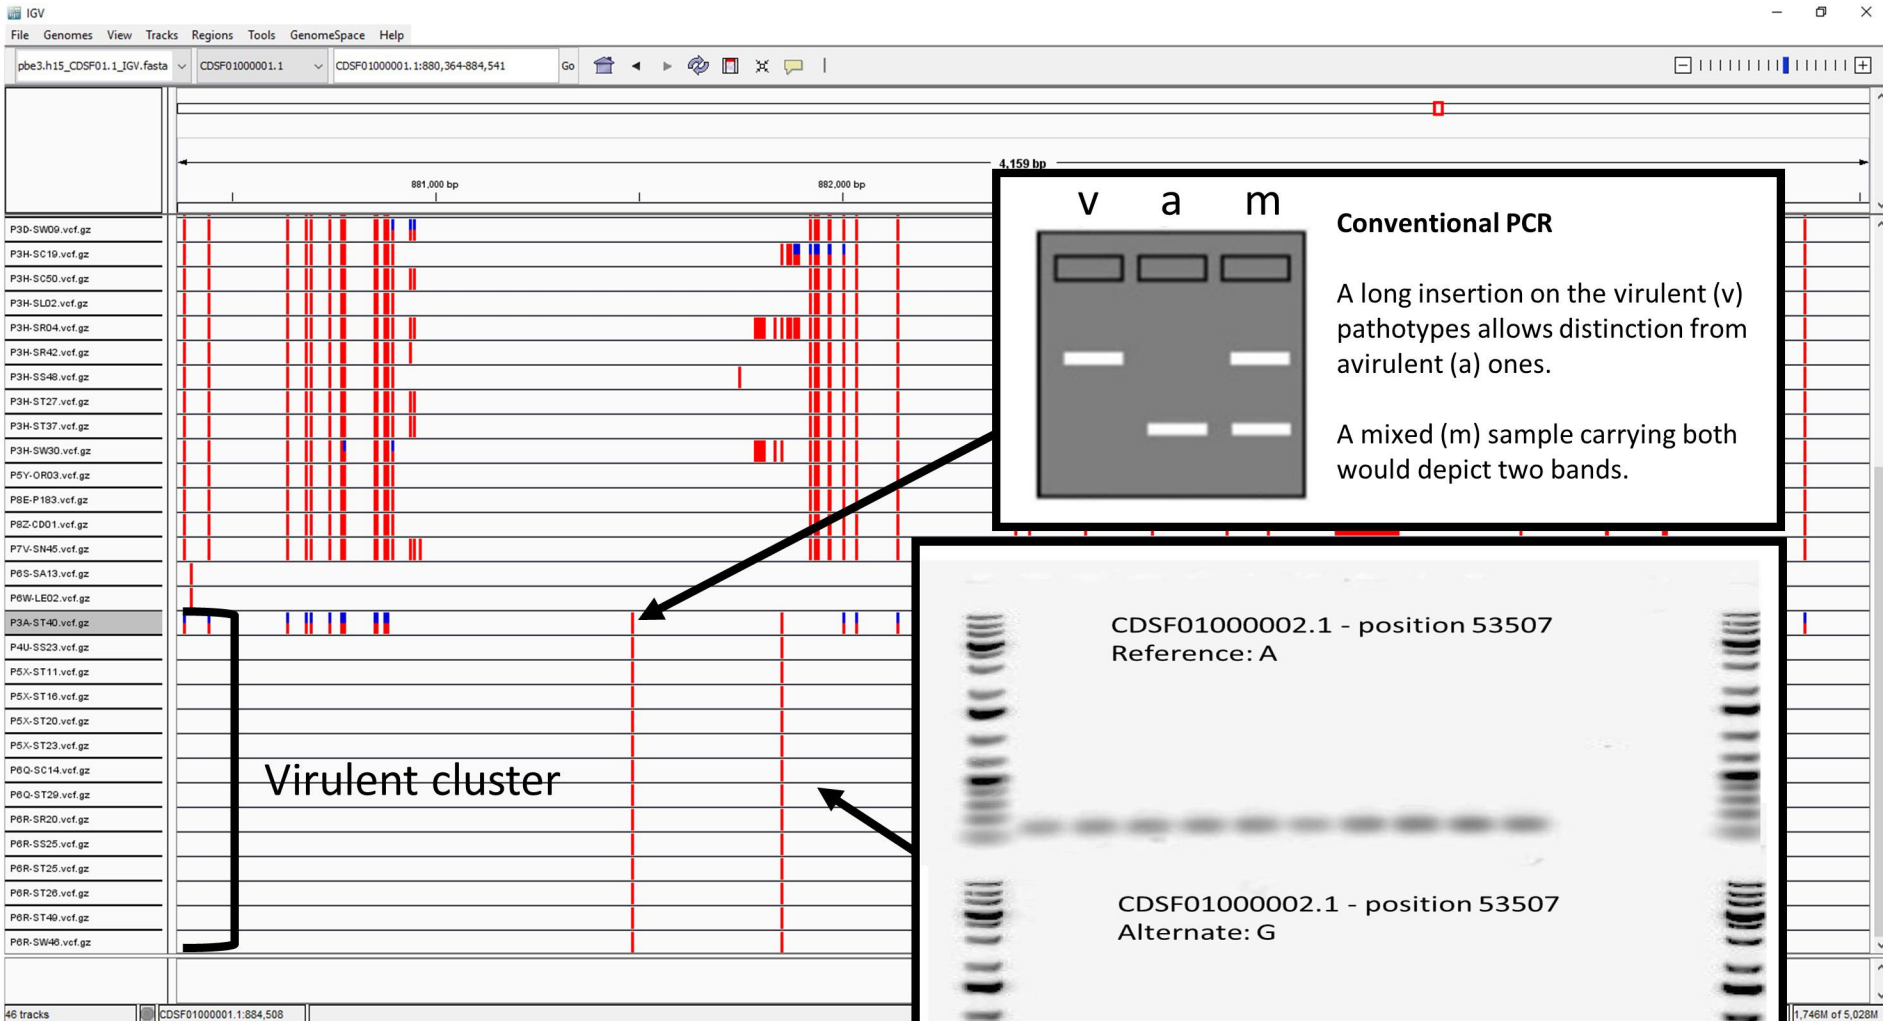 IGV
File Genomes View Tracks Regions Tools GenomeSpace Help
pbe3.h15_CDSF01.1_IGV.fasta CDSF01000001.1 CDSF01000001.1:880,364-884,541 Go
4,159 bp
881,000 bp 882,000 bp
P3D-SW09.vcf.gz
P3H-SC19.vcf.gz
P3H-SC50.vcf.gz
P3H-SL02.vcf.gz
P3H-SR04.vcf.gz
P3H-SR42.vcf.gz
P3H-SS48.vcf.gz
P3H-ST27.vcf.gz
P3H-ST37.vcf.gz
P3H-SW30.vcf.gz
P5Y-OR03.vcf.gz
P8E-P183.vcf.gz
P8Z-CD01.vcf.gz
P7V-SN45.vcf.gz
P6S-SA13.vcf.gz
P6W-LE02.vcf.gz
P3A-ST40.vcf.gz
P4U-SS23.vcf.gz
P5X-ST11.vcf.gz
P5X-ST16.vcf.gz
P5X-ST20.vcf.gz
P5X-ST23.vcf.gz
P6Q-SC14.vcf.gz
P6Q-ST29.vcf.gz
P6R-SR20.vcf.gz
P6R-SS25.vcf.gz
P6R-ST25.vcf.gz
P6R-ST26.vcf.gz
P6R-ST49.vcf.gz
P6R-SW46.vcf.gz
Virulent cluster
v a m
Conventional PCR
A long insertion on the virulent (v)
pathotypes allows distinction from
avirulent (a) ones.
A mixed (m) sample carrying both
would depict two bands.
CDSF01000002.1 - position 53507
Reference: A
CDSF01000002.1 - position 53507
Alternate: G
46 tracks CDSF01000001.1:884,508 1,746M of 5,028M